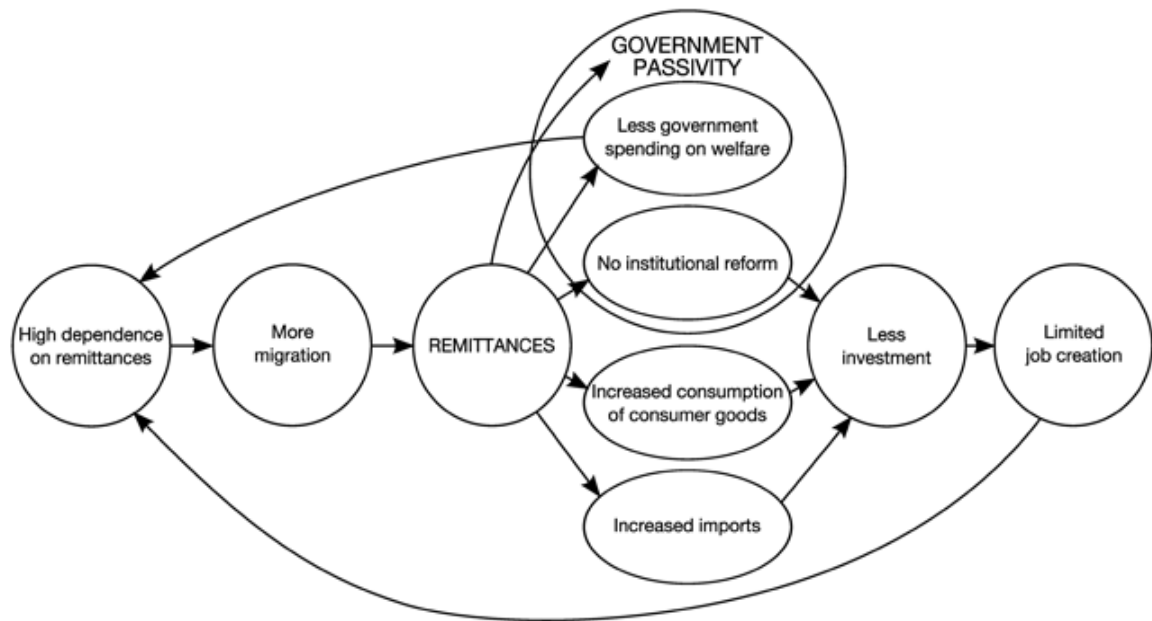 GOVERNMENT
PASSIVITY
Less government
spending on welfare
No institutional reform
High dependence
on remittances
More
migration
REMITTANCES
Less
investment
Limited
job creation
Increased consumption
of consumer goods
Increased imports